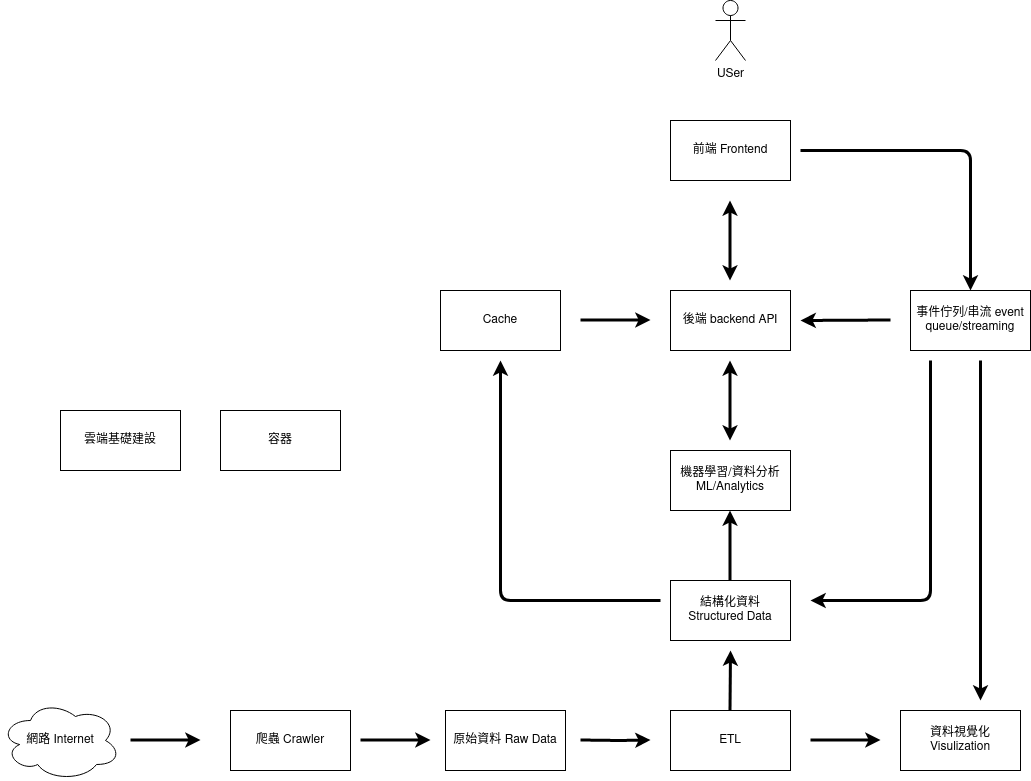 USer
前端 Frontend
Cache
後端 backend API
事件佇列/串流 event
queue/streaming
雲端基礎建設
容器
機器學習/資料分析
ML/Analytics
結構化資料
Structured Data
網路 Internet
爬蟲 Crawler
原始資料 Raw Data
ETL
資料視覺化
Visulization